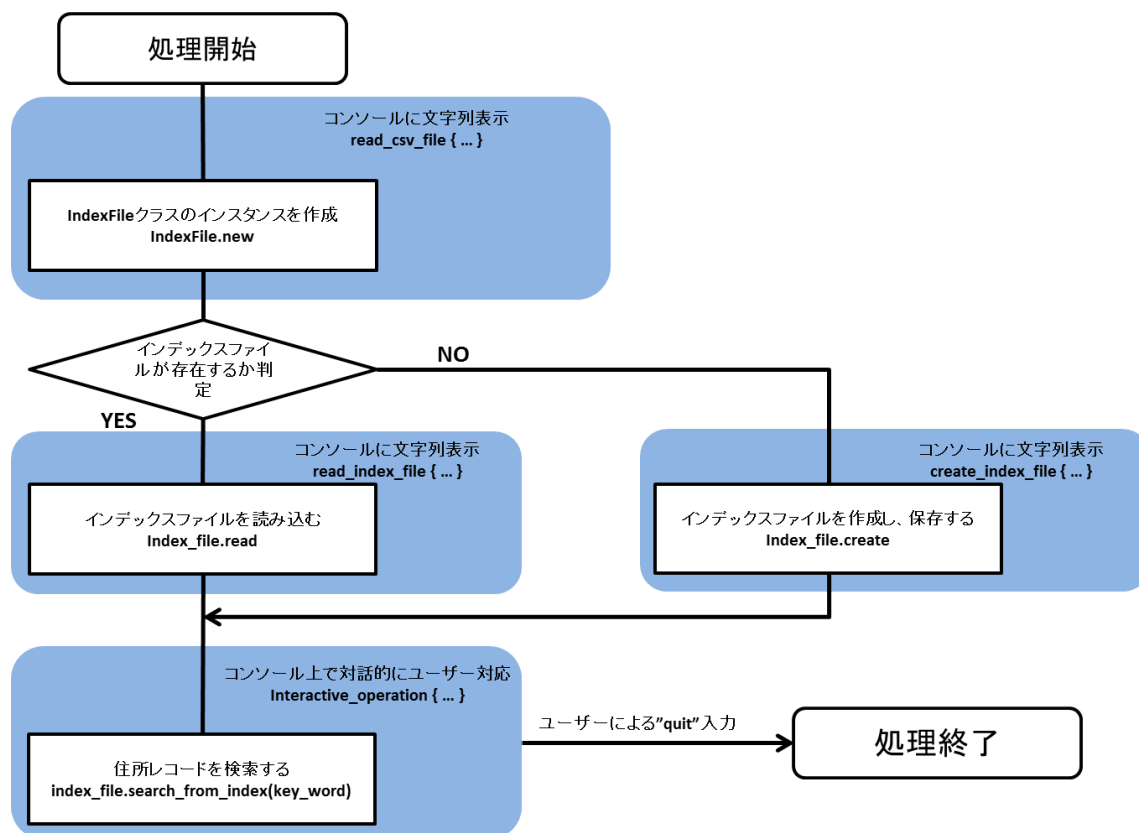 処理開始
コンソールに文字列表示
read_csv_file { ... }
IndexFileクラスのインスタンスを作成
IndexFile.new
インデックスファイ
ルが存在するか判
定
NO
YES
コンソールに文字列表示
read_index_file { ... }
インデックスファイルを読み込む
Index_file.read
コンソールに文字列表示
create_index_file { ... }
インデックスファイルを作成し、保存する
Index_file.create
コンソール上で対話的にユーザー対応
Interactive_operation { ... }
住所レコードを検索する
index_file.search_from_index(key_word)
ユーザーによる”quit”入力
処理終了